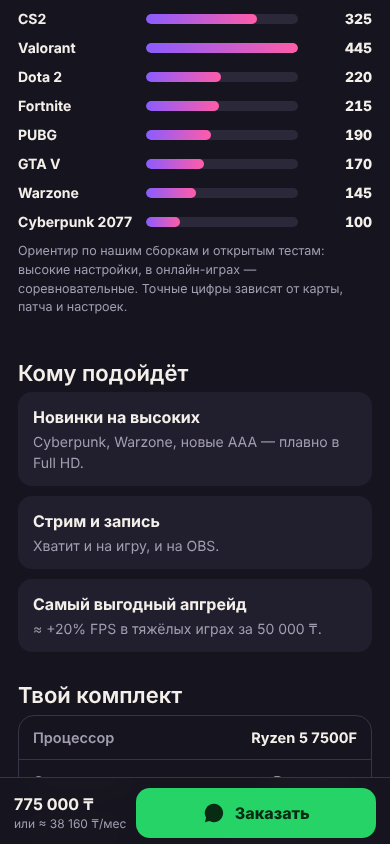 CS2 325
Valorant 445
Dota 2 220
Fortnite 215
PUBG 190
GTA V 170
Warzone 145
Cyberpunk 2077 100
Ориентир по нашим сборкам и открытым тестам:
высокие настройки, в онлайн-играх —
соревновательные. Точные цифры зависят от карты,
патча и настроек.
Кому подойдёт
Новинки на высоких
Cyberpunk, Warzone, новые AAA — плавно в
Full HD.
Стрим и запись
Хватит и на игру, и на OBS.
Самый выгодный апгрейд
≈ +20% FPS в тяжёлых играх за 50 000 ₸.
Твой комплект
Процессор Ryzen 5 7500F
775 000 ₸
или ≈ 38 160 ₸/мес
Заказать